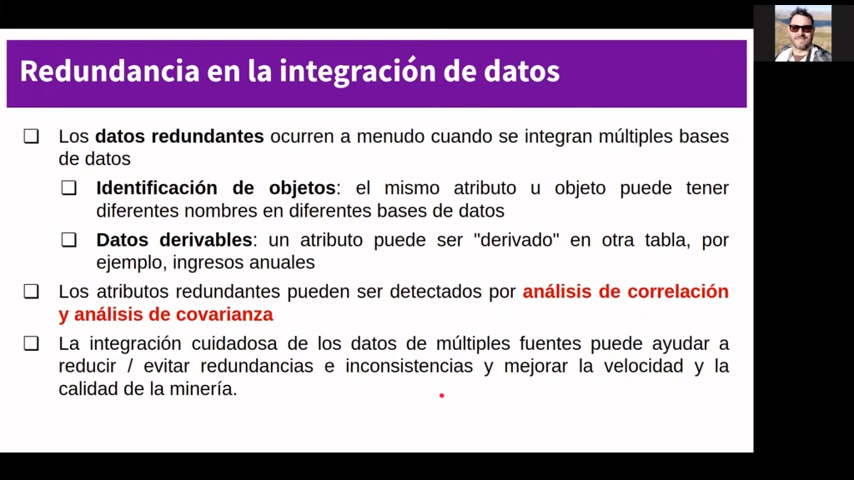 Redundancia en la integración de datos
❑ Los datos redundantes ocurren a menudo cuando se integran múltiples bases
de datos
❑ Identificación de objetos: el mismo atributo u objeto puede tener
diferentes nombres en diferentes bases de datos
❑ Datos derivables: un atributo puede ser "derivado" en otra tabla, por
ejemplo, ingresos anuales
❑ Los atributos redundantes pueden ser detectados por análisis de correlación
y análisis de covarianza
❑ La integración cuidadosa de los datos de múltiples fuentes puede ayudar a
reducir / evitar redundancias e inconsistencias y mejorar la velocidad y la
calidad de la minería.